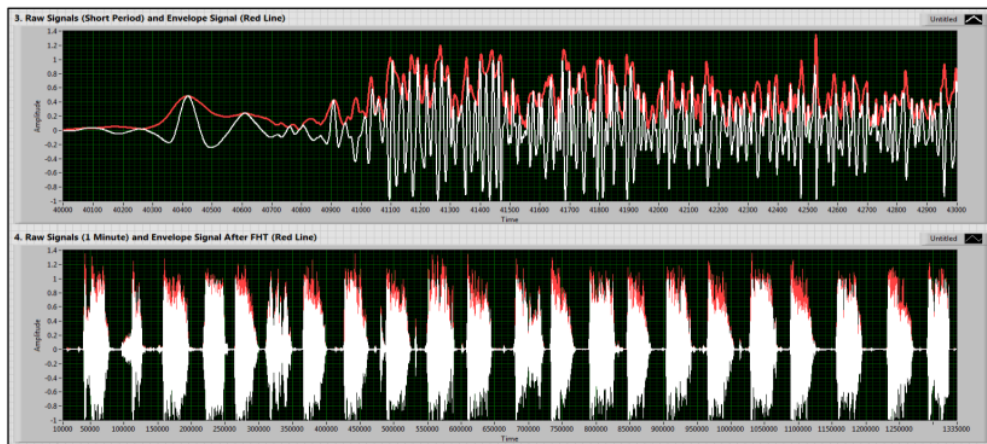 3. Raw Signals (Short Period) and Envelope Signal (Red Line)
Untitled
1.4
1.2
1
0.8
0.6
0.4
0.2
0
-0.2
-0.4
-0.6
-0.8
-1
Amplitude
40000 40100 40200 40300 40400 40500 40600 40700 40800 40900 41000 41100 41200 41300 41400 41500 41600 41700 41800 41900 42000 42100 42200 42300 42400 42500 42600 42700 42800 42900 43000
Time
4. Raw Signals (1 Minute) and Envelope Signal After FHT (Red Line)
Untitled
1.4
1.2
1
0.8
0.6
0.4
0.2
0
-0.2
-0.4
-0.6
-0.8
-1
Amplitude
10000 50000 100000 150000 200000 250000 300000 350000 400000 450000 500000 550000 600000 650000 700000 750000 800000 850000 900000 950000 1000000 1050000 1100000 1150000 1200000 1250000 1335000
Time